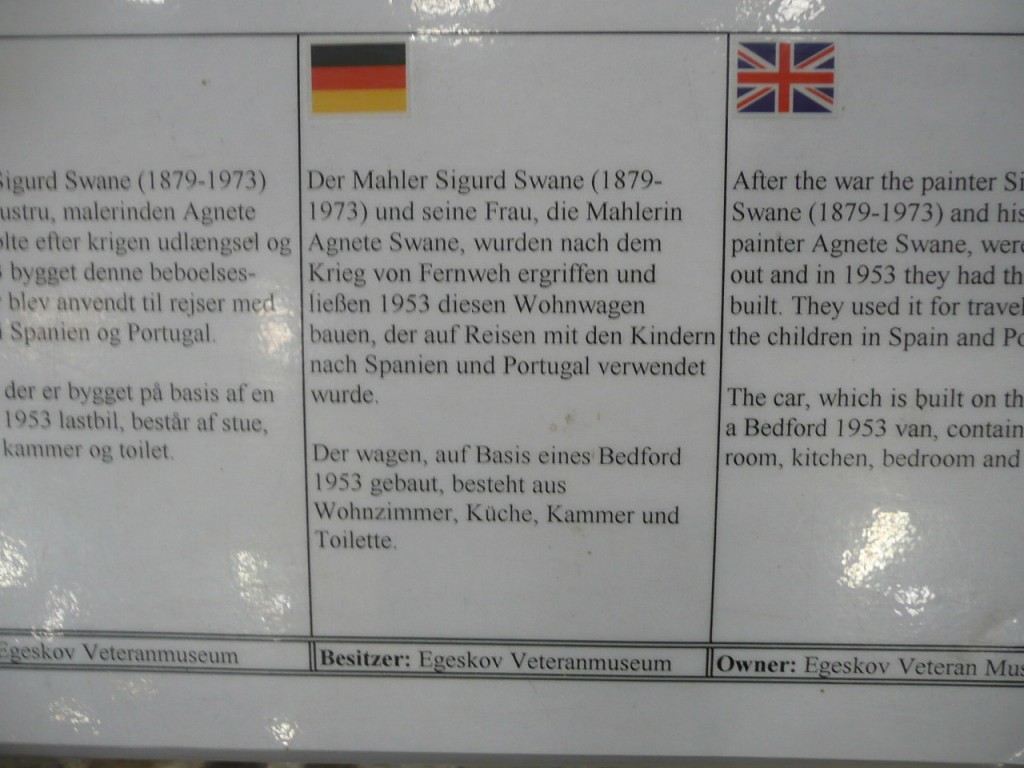 Sigurd Swane (1879-1973)
malerinden Agnete
efter krigen udlængsel og
bygget denne beboelses-
blev anvendt til rejser med
Spanien og Portugal.
der er bygget på basis af en
1953 lastbil, består af stue,
kammer og toilet.
Egeskov Veteranmuseum
Der Mahler Sigurd Swane (1879-
1973) und seine Frau, die Mahlerin
Agnete Swane, wurden nach dem
Krieg von Fernweh ergriffen und
ließen 1953 diesen Wohnwagen
bauen, der auf Reisen mit den Kindern
nach Spanien und Portugal verwendet
wurde.
Der wagen, auf Basis eines Bedford
1953 gebaut, besteht aus
Wohnzimmer, Küche, Kammer und
Toilette.
Besitzer: Egeskov Veteranmuseum
After the war the painter
Swane (1879-1973) and his
painter Agnete Swane,
out and in 1953 they had
built. They used it for
the children in Spain and
The car, which is built on
a Bedford 1953 van,
room, kitchen, bedroom and
Owner: Egeskov Veteran